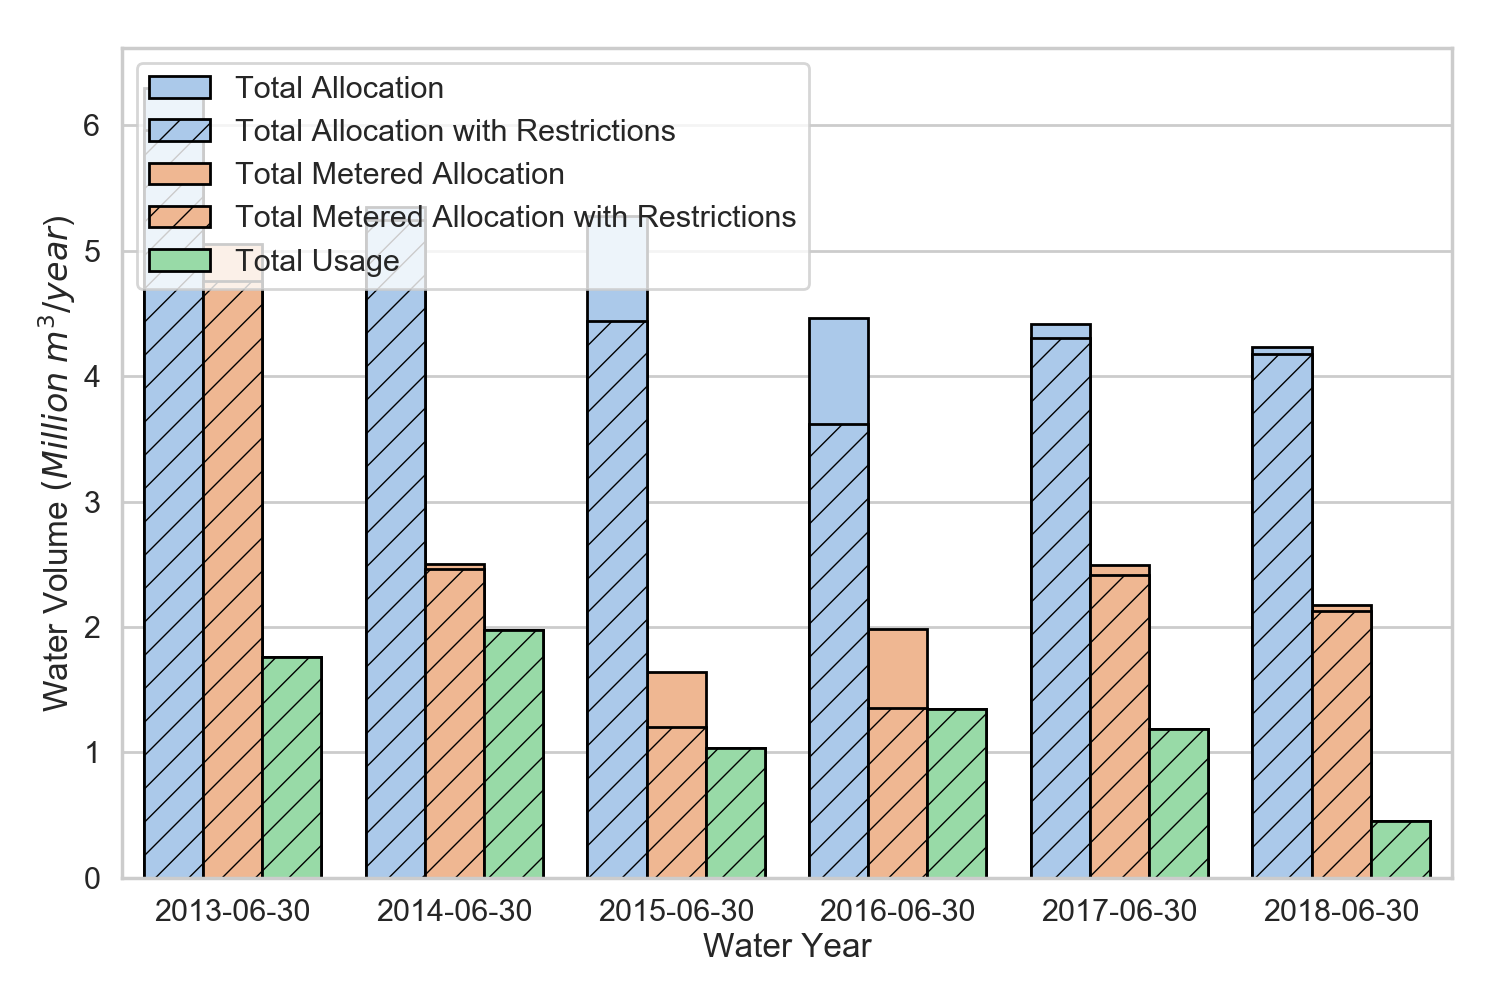 Total Allocation
Total Allocation with Restrictions
Total Metered Allocation
Total Metered Allocation with Restrictions
Total Usage
Water Volume (Million m³/year)
6
5
4
3
2
1
0
2013-06-30 2014-06-30 2015-06-30 2016-06-30 2017-06-30 2018-06-30
Water Year